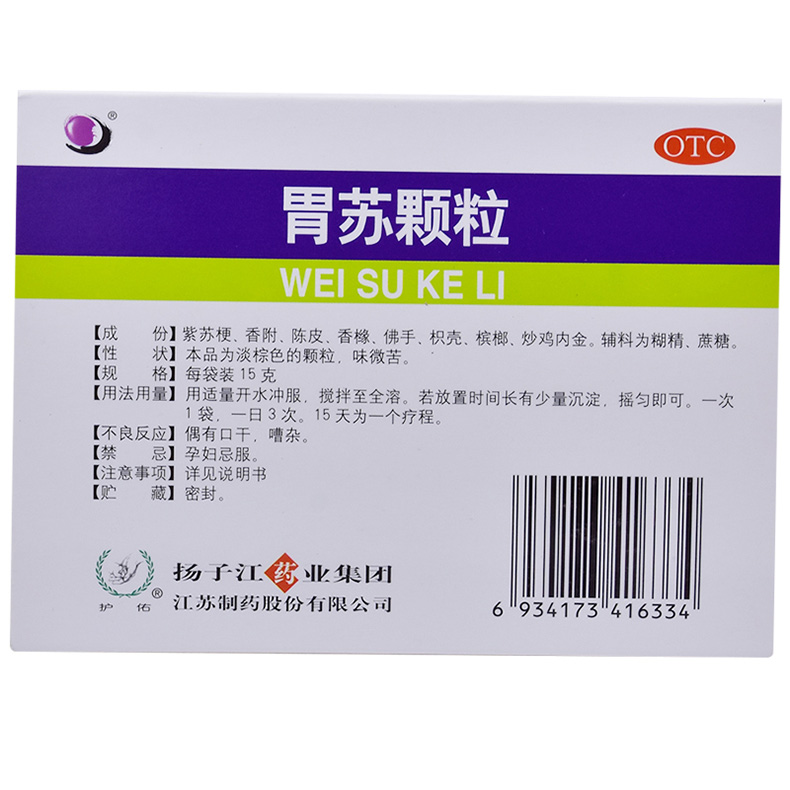 ®
OTC
胃苏颗粒
WEI SU KE LI
【成 份】紫苏梗、香附、陈皮、香橼、佛手、枳壳、槟榔、炒鸡内金。辅料为糊精、蔗糖。
【性 状】本品为淡棕色的颗粒，味微苦。
【规 格】每袋装15克
【用法用量】用适量开水冲服，搅拌至全溶。若放置时间长有少量沉淀，摇匀即可。一次
1袋，一日3次。15天为一个疗程。
【不良反应】偶有口干，嘈杂。
【禁 忌】孕妇忌服。
【注意事项】详见说明书
【贮 藏】密封。
护佑®
扬子江药业集团
江苏制药股份有限公司
6 934173 416334